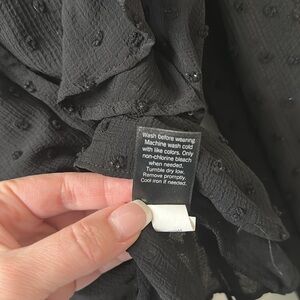 Wash before wearing
Machine wash cold
with like colors. Only
non-chlorine bleach
when needed.
Tumble dry low.
Remove promptly.
Cool iron if needed.